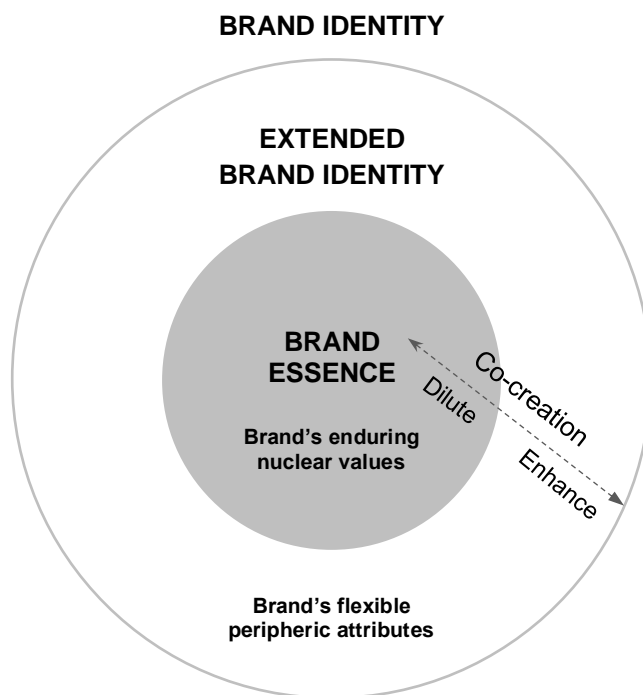 BRAND IDENTITY
EXTENDED
BRAND IDENTITY
BRAND
ESSENCE
Co-creation
Dilute
Enhance
Brand’s enduring
nuclear values
Brand’s flexible
peripheric attributes